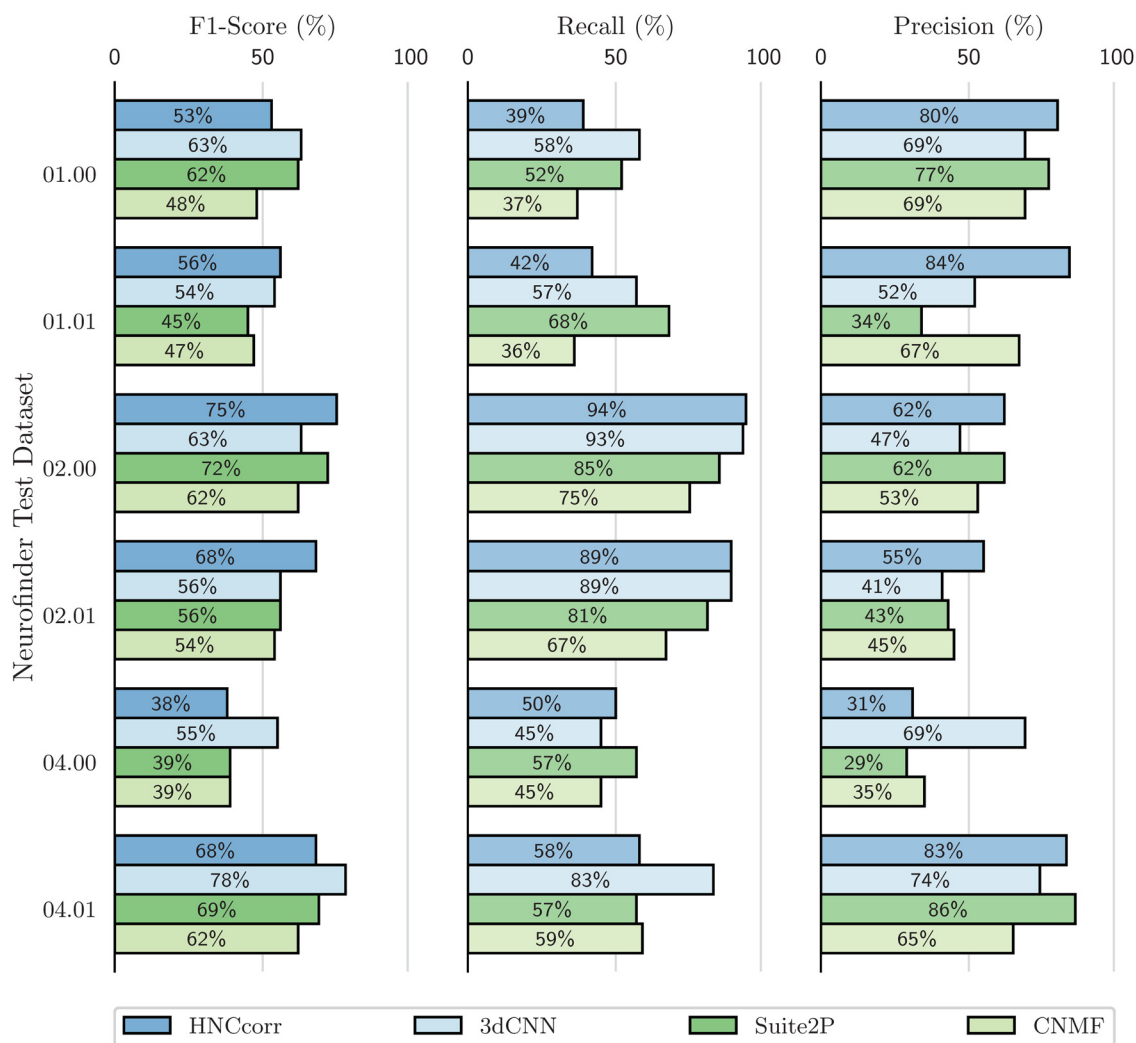 F1-Score (%) Recall (%) Precision (%)
0 50 100 0 50 100 0 50 100
Neurofinder Test Dataset
53% 39% 80%
63% 58% 69%
01.00
62% 52% 77%
48% 37% 69%
56% 42% 84%
54% 57% 52%
01.01
45% 68% 34%
47% 36% 67%
75% 94% 62%
63% 93% 47%
02.00
72% 85% 62%
62% 75% 53%
68% 89% 55%
56% 89% 41%
02.01
56% 81% 43%
54% 67% 45%
38% 50% 31%
55% 45% 69%
04.00
39% 57% 29%
39% 45% 35%
68% 58% 83%
78% 83% 74%
04.01
69% 57% 86%
62% 59% 65%
HNCcorr 3dCNN Suite2P CNMF